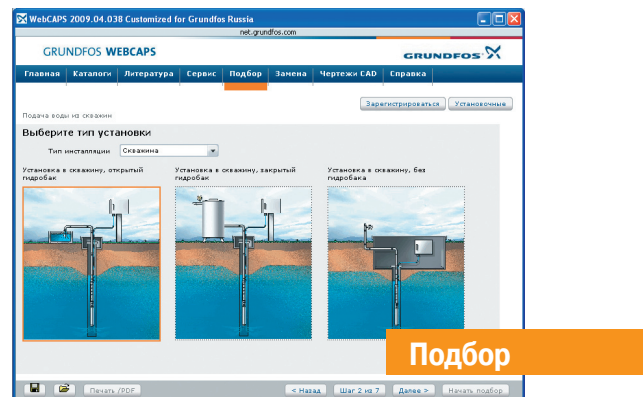 WebCAPS 2009.04.038 Customized for Grundfos Russia
net.grundfos.com
GRUNDFOS WEBCAPS
GRUNDFOS
Главная Каталоги Литература Сервис Подбор Замена Чертежи CAD Справка
Зарегистрироваться Установочные
Подача воды из скважин
Выберите тип установки
Тип инсталляции Скважина
Установка в скважину, открытый гидробак
Установка в скважину, закрытый гидробак
Установка в скважину, без гидробака
Подбор
Печать /PDF < Назад Шаг 2 из 7 Далее > Начать подбор